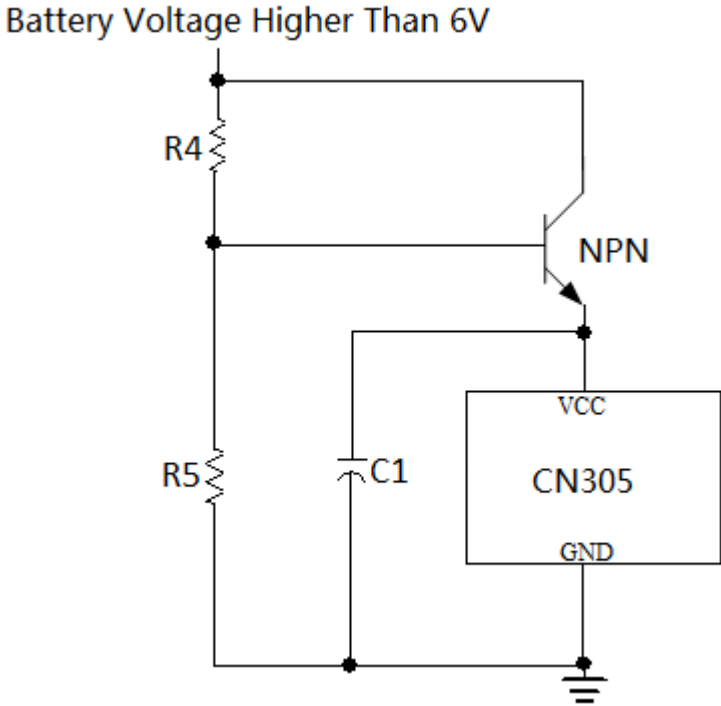 Battery Voltage Higher Than 6V
R4
NPN
VCC
R5
C1
CN305
GND